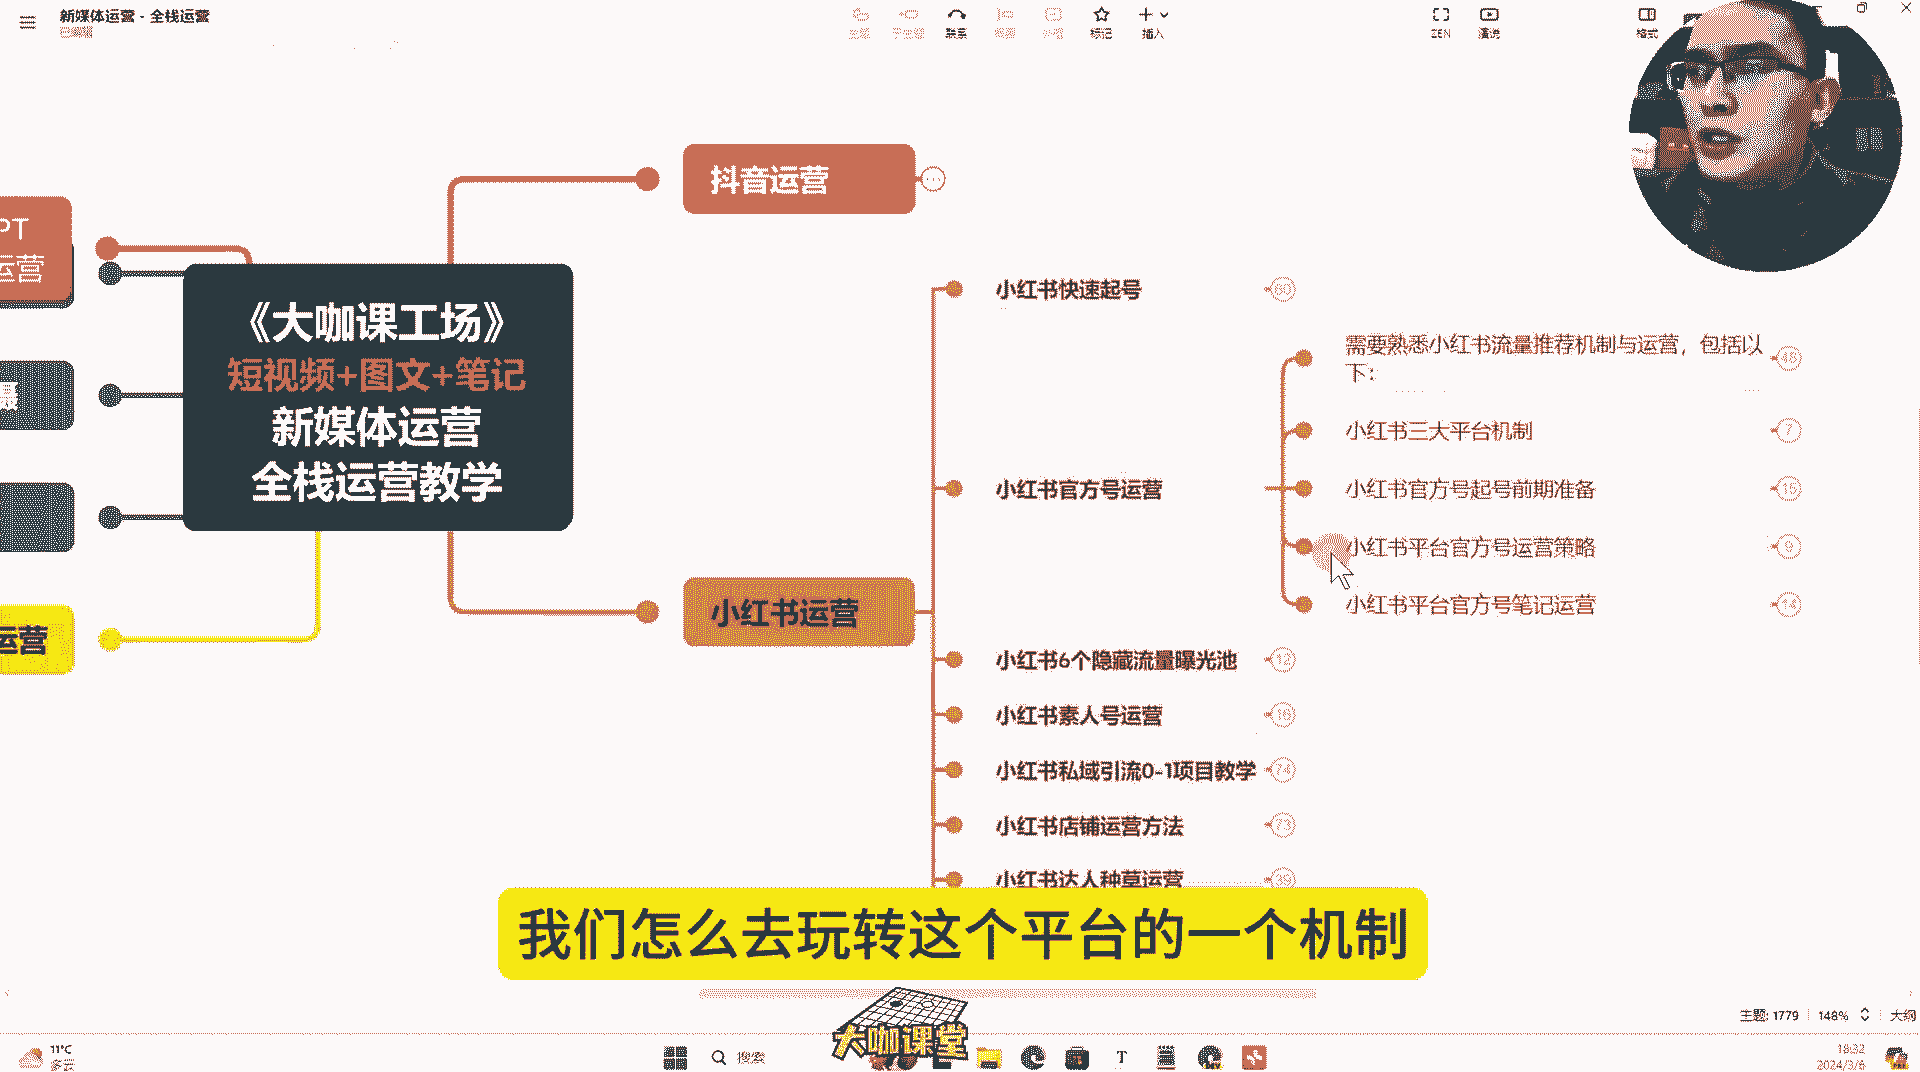 新媒体运营 - 全栈运营
已编辑
联系
标记
插入
ZEN
演说
格式
PT
运营
运营
《大咖课工场》
短视频+图文+笔记
新媒体运营
全栈运营教学
抖音运营
小红书运营
小红书快速起号
60
小红书官方号运营
需要熟悉小红书流量推荐机制与运营，包括以
下：
48
小红书三大平台机制
7
小红书官方号起号前期准备
15
小红书平台官方号运营策略
9
小红书平台官方号笔记运营
14
小红书6个隐藏流量曝光池
12
小红书素人号运营
16
小红书私域引流0-1项目教学
74
小红书店铺运营方法
73
小红书达人种草运营
39
我们怎么去玩转这个平台的一个机制
大咖课堂
主题: 1779
148%
大纲
11°C
多云
搜索
18:32
2024/3/6